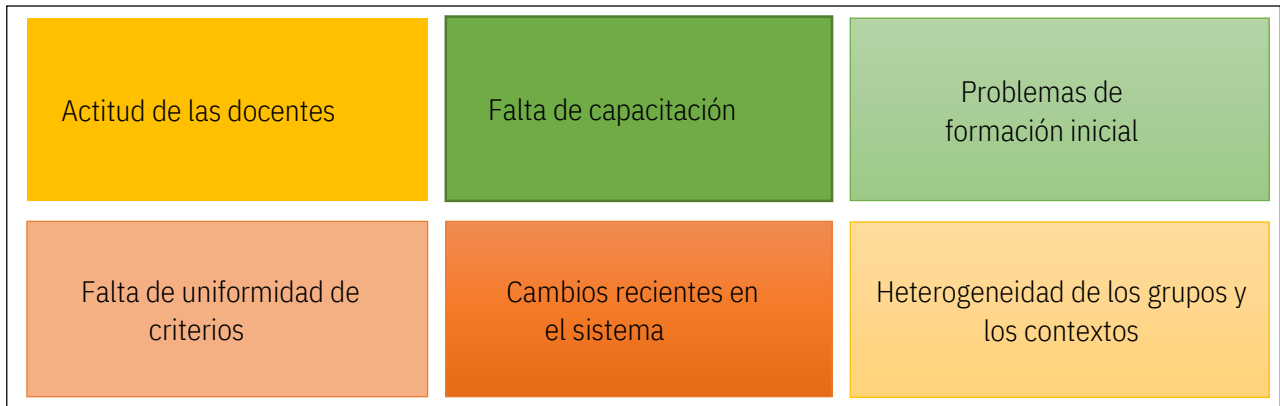 Actitud de las docentes
Falta de capacitación
Problemas de
formación inicial
Falta de uniformidad de
criterios
Cambios recientes en
el sistema
Heterogeneidad de los grupos y
los contextos